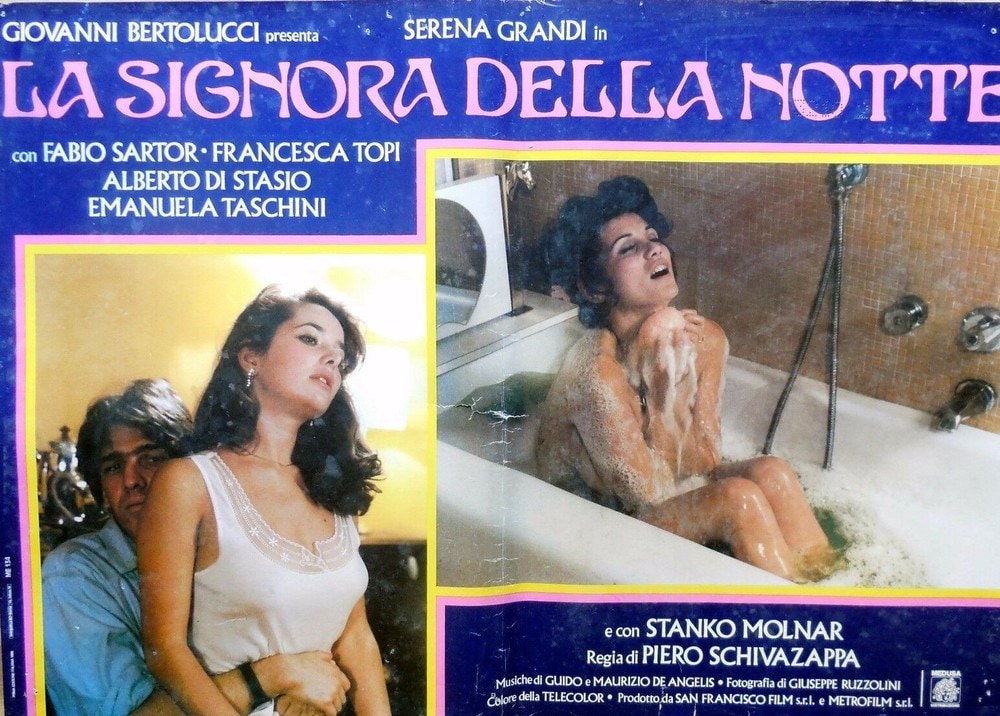 GIOVANNI BERTOLUCCI presenta
SERENA GRANDI in
LA SIGNORA DELLA NOTTE
con FABIO SARTOR • FRANCESCA TOPI
ALBERTO DI STASIO
EMANUELA TASCHINI
e con STANKO MOLNAR
Regia di PIERO SCHIVAZAPPA
Musiche di GUIDO e MAURIZIO DE ANGELIS • Fotografia di GIUSEPPE RUZZOLINI
Colore della TELECOLOR • Prodotto da SAN FRANCISCO FILM s.r.l. e METROFILM s.r.l.
MEDUSA